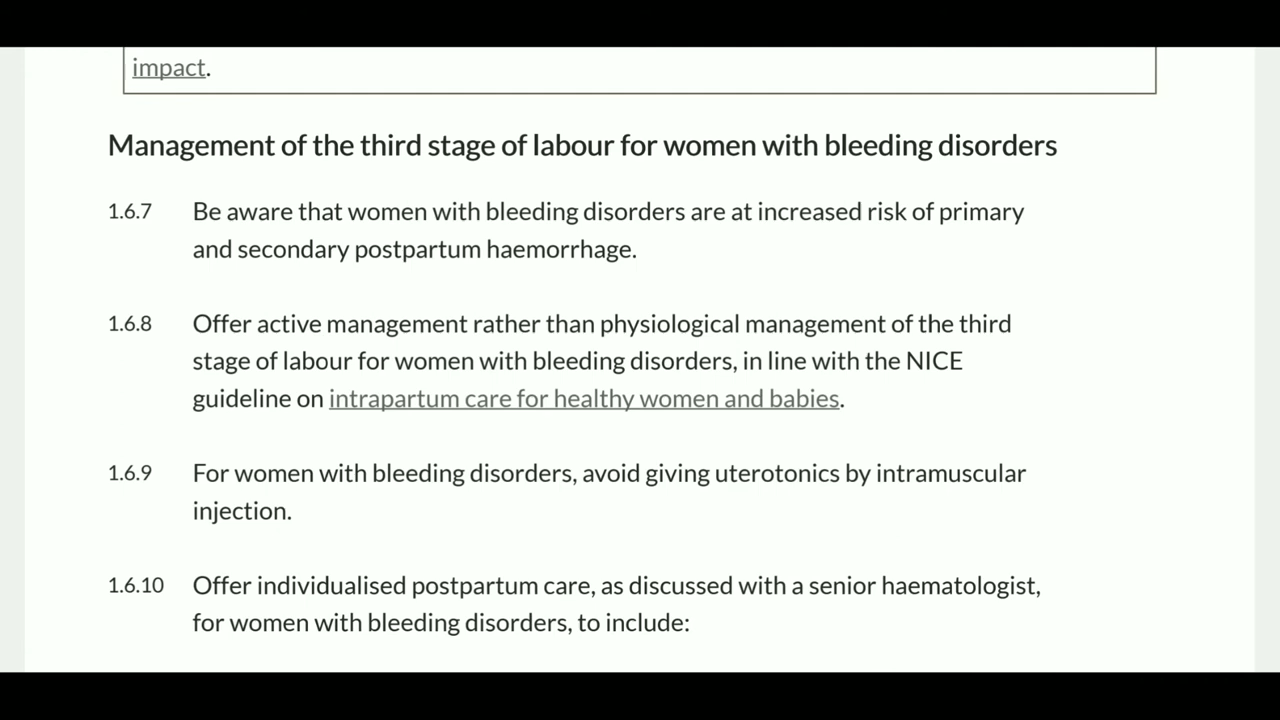 impact.
Management of the third stage of labour for women with bleeding disorders
1.6.7 Be aware that women with bleeding disorders are at increased risk of primary
and secondary postpartum haemorrhage.
1.6.8 Offer active management rather than physiological management of the third
stage of labour for women with bleeding disorders, in line with the NICE
guideline on intrapartum care for healthy women and babies.
1.6.9 For women with bleeding disorders, avoid giving uterotonics by intramuscular
injection.
1.6.10 Offer individualised postpartum care, as discussed with a senior haematologist,
for women with bleeding disorders, to include: